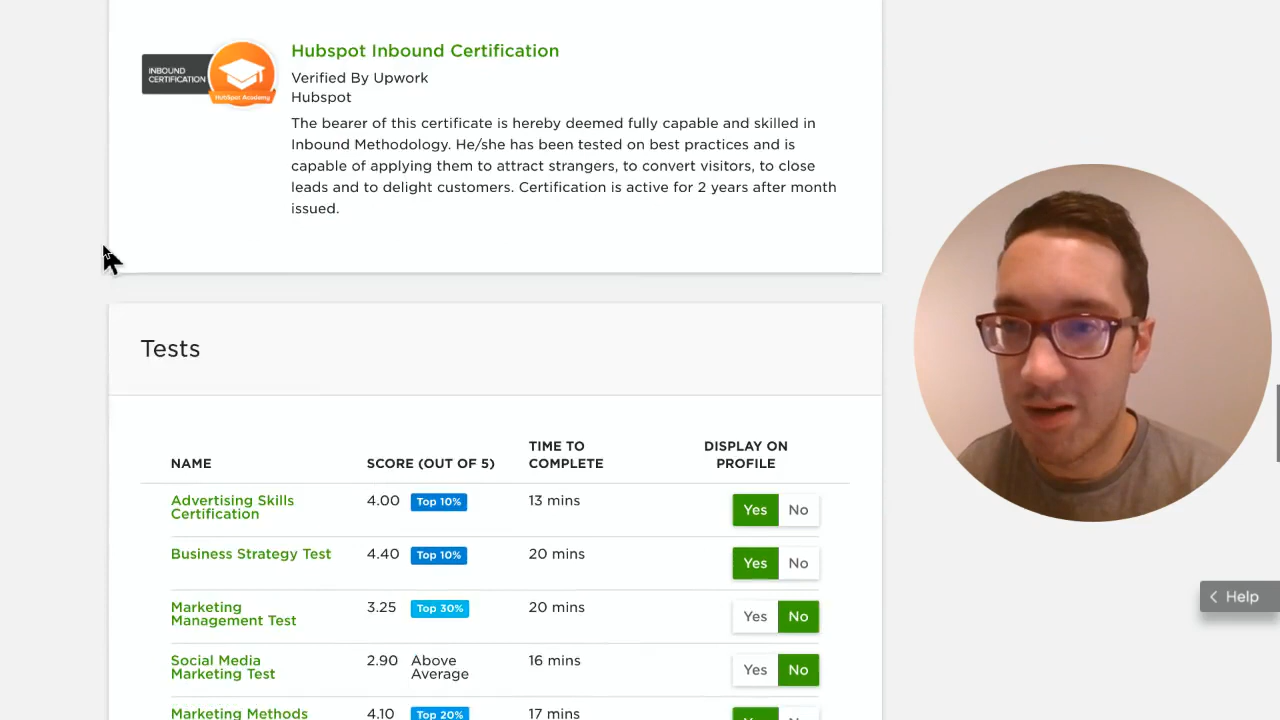 INBOUND
CERTIFICATION
HubSpot Academy
Hubspot Inbound Certification
Verified By Upwork
Hubspot
The bearer of this certificate is hereby deemed fully capable and skilled in
Inbound Methodology. He/she has been tested on best practices and is
capable of applying them to attract strangers, to convert visitors, to close
leads and to delight customers. Certification is active for 2 years after month
issued.
Tests
NAME
SCORE (OUT OF 5)
TIME TO
COMPLETE
DISPLAY ON
PROFILE
Advertising Skills
Certification
4.00 Top 10%
13 mins
Yes No
Business Strategy Test
4.40 Top 10%
20 mins
Yes No
Marketing
Management Test
3.25 Top 30%
20 mins
Yes No
Social Media
Marketing Test
2.90 Above
Average
16 mins
Yes No
Marketing Methods
4.10 Top 20%
17 mins
Help